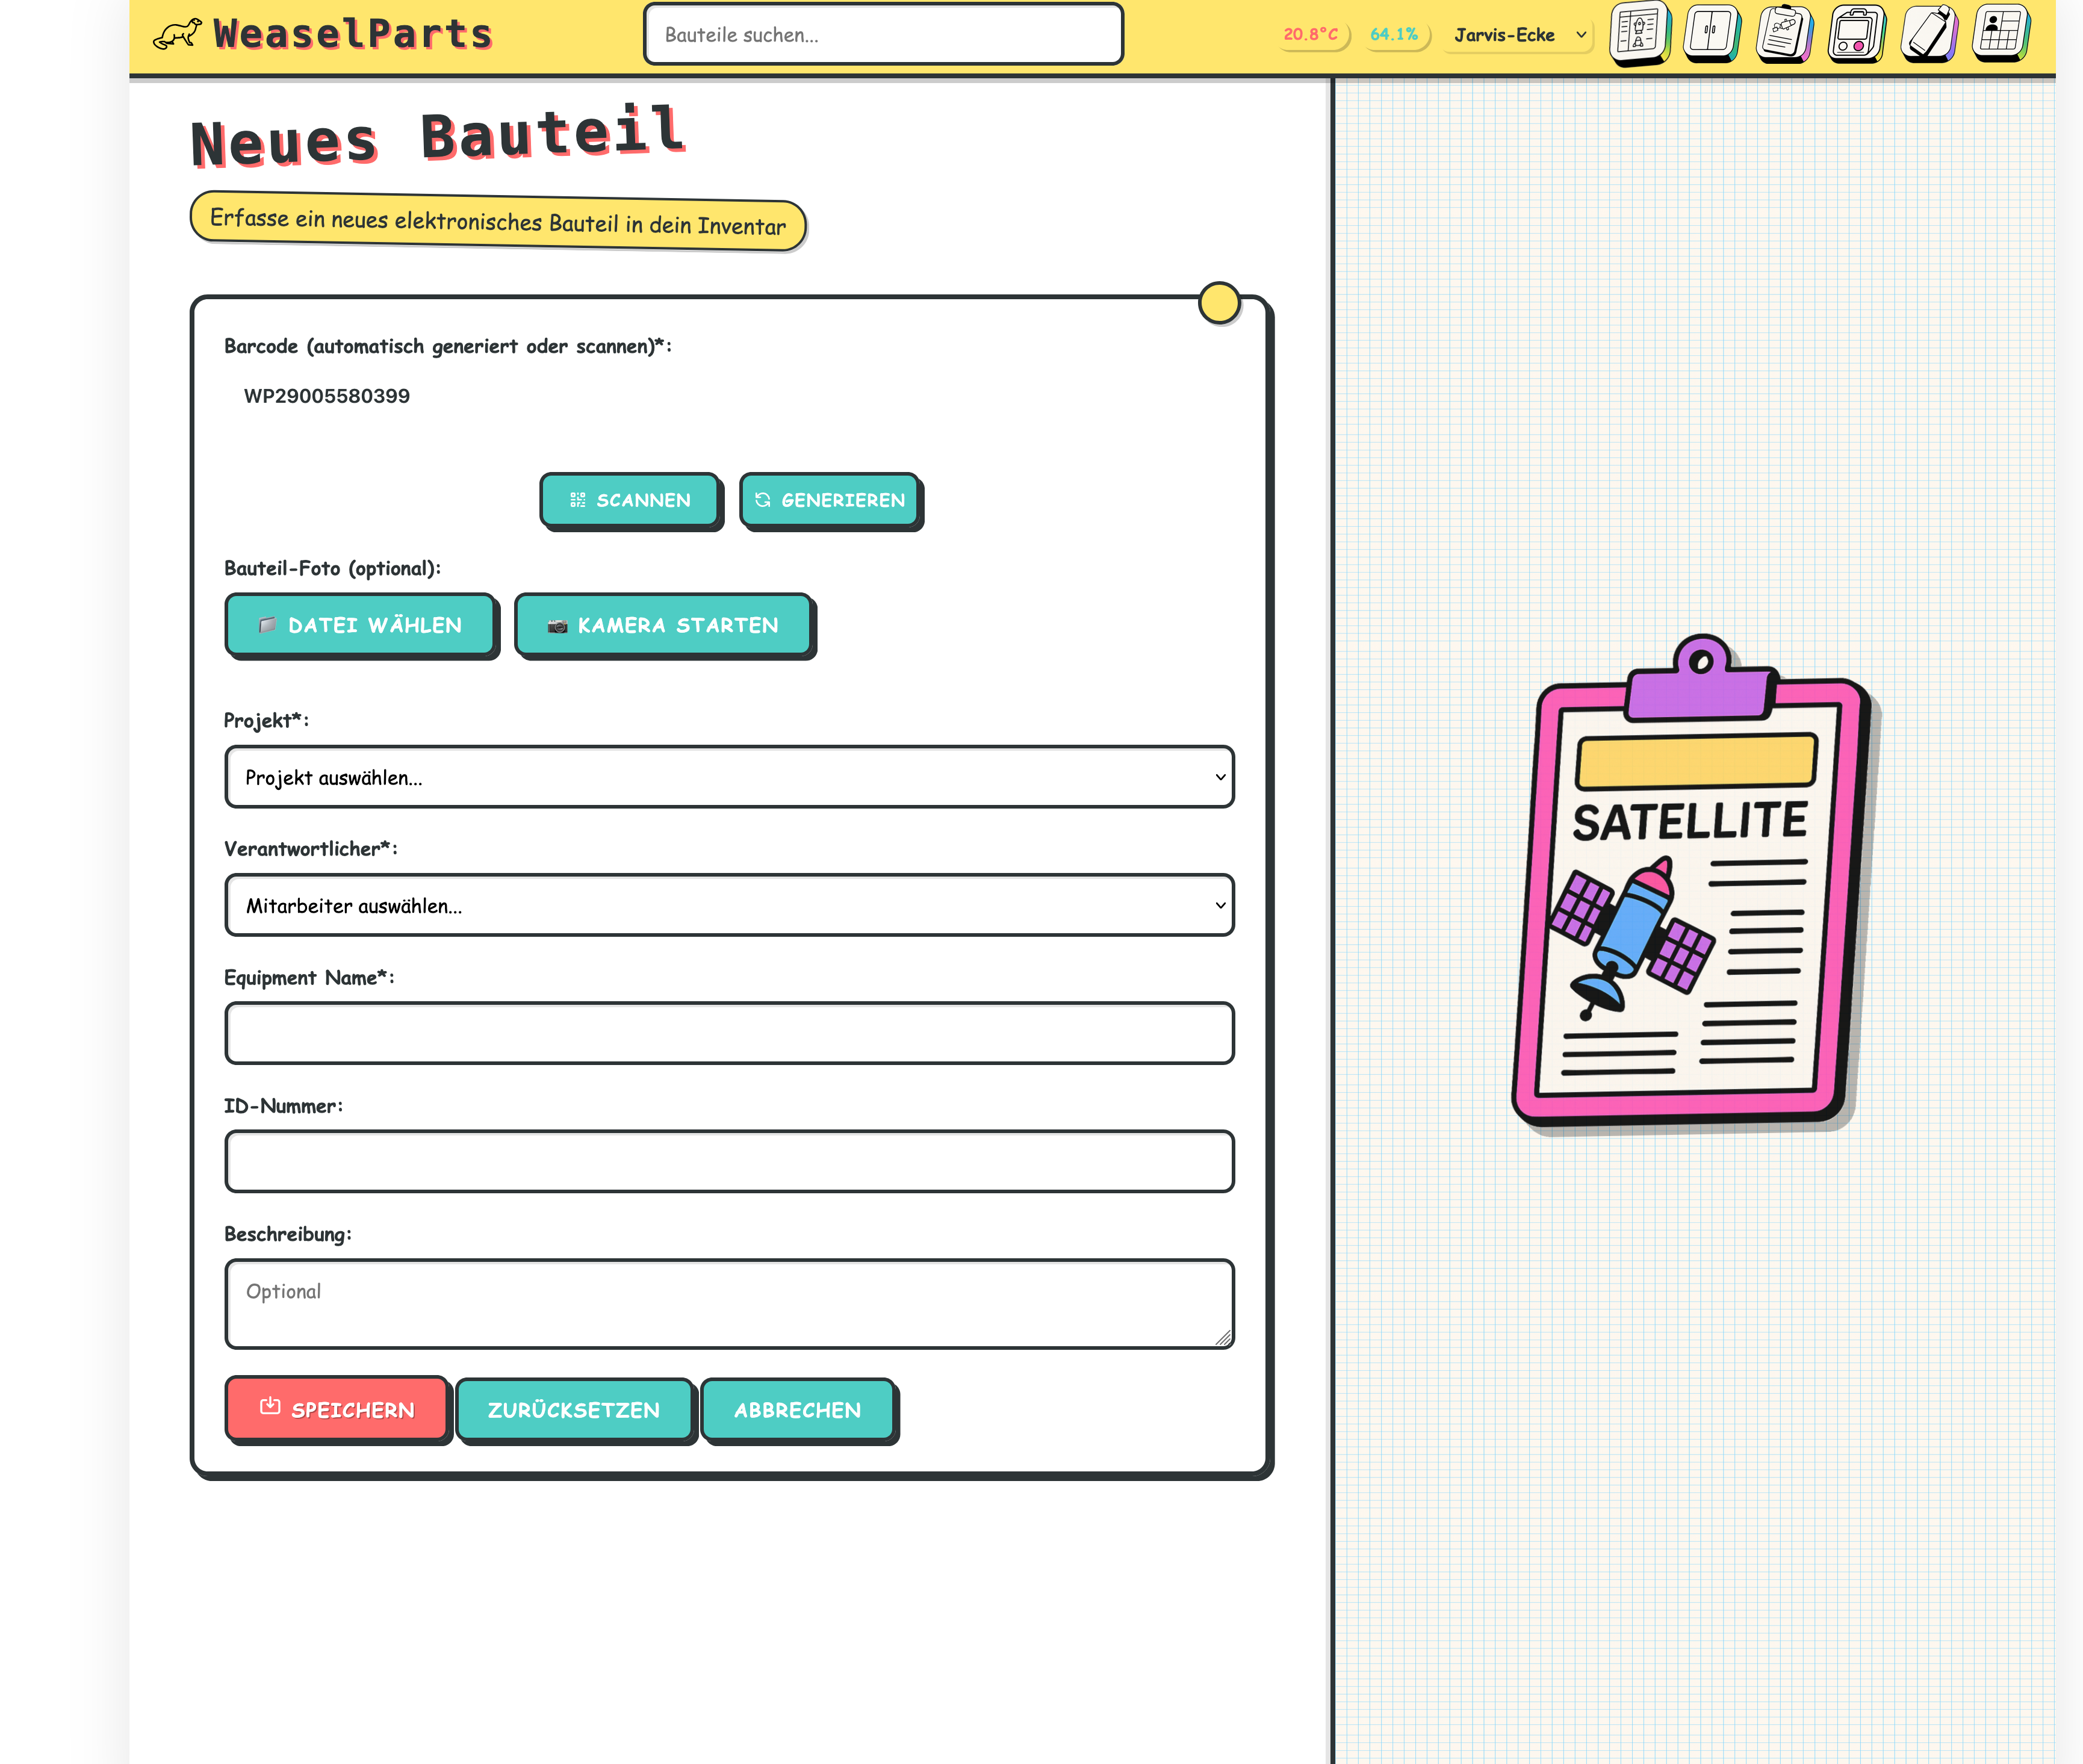 WeaselParts
Bauteile suchen...
20.8°C
64.1%
Jarvis-Ecke
Neues Bauteil
Erfasse ein neues elektronisches Bauteil in dein Inventar
Barcode (automatisch generiert oder scannen)*:
WP29005580399
SCANNEN
GENERIEREN
Bauteil-Foto (optional):
DATEI WÄHLEN
KAMERA STARTEN
Projekt*:
Projekt auswählen...
Verantwortlicher*:
Mitarbeiter auswählen...
Equipment Name*:
ID-Nummer:
Beschreibung:
Optional
SPEICHERN
ZURÜCKSETZEN
ABBRECHEN
SATELLITE